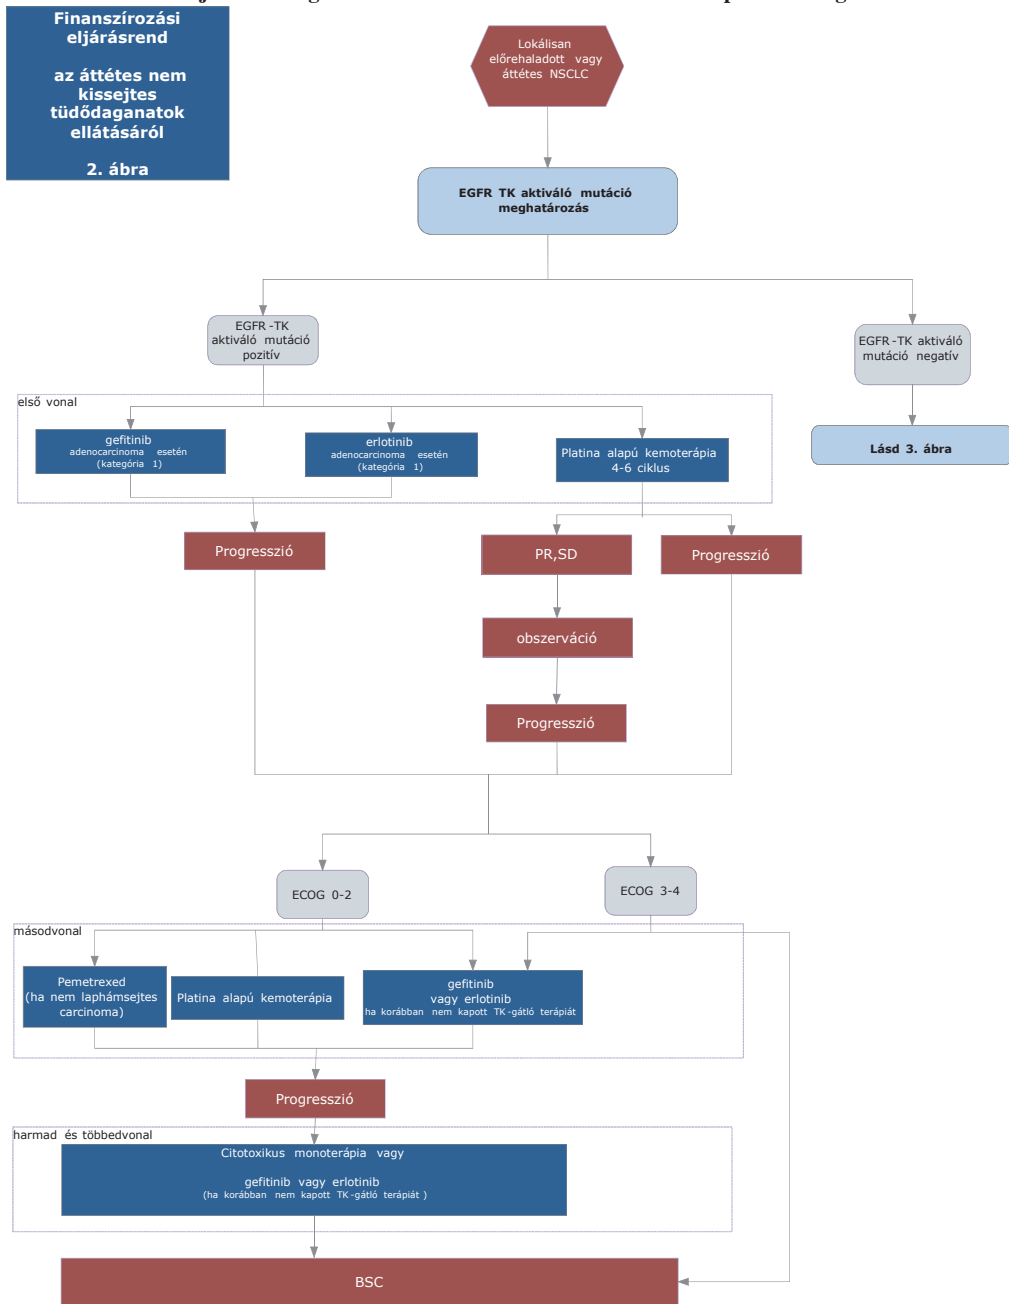 Finanszírozási
eljárásrend
az áttétes nem
kissejtes
tüdődaganatok
ellátásáról
2. ábra
Lokálisan
előrehaladott vagy
áttétes NSCLC
EGFR TK aktiváló mutáció
meghatározás
EGFR-TK
aktiváló mutáció
pozitív
EGFR-TK aktiváló
mutáció negatív
első vonal
gefitinib
adenocarcinoma esetén
(kategória 1)
erlotinib
adenocarcinoma esetén
(kategória 1)
Platina alapú kemoterápia
4-6 ciklus
Lásd 3. ábra
Progresszió
PR,SD
Progresszió
obszerváció
Progresszió
ECOG 0-2
ECOG 3-4
másodvonal
Pemetrexed
(ha nem laphámsejtes
carcinoma)
Platina alapú kemoterápia
gefitinib
vagy erlotinib
ha korábban nem kapott TK-gátló terápiát
Progresszió
harmad és többedvonal
Citotoxikus monoterápia vagy
gefitinib vagy erlotinib
(ha korábban nem kapott TK-gátló terápiát )
BSC